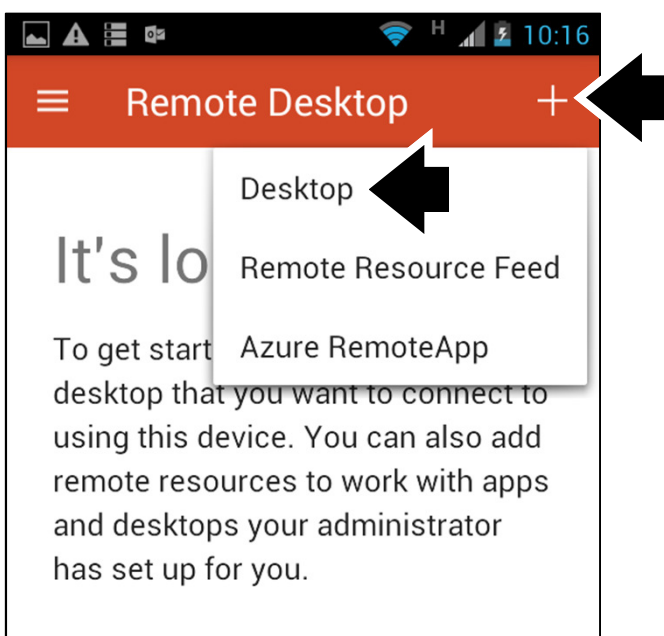 H 10:16
Remote Desktop +
Desktop
It's lo
Remote Resource Feed
To get start
Azure RemoteApp
desktop that you want to connect to
using this device. You can also add
remote resources to work with apps
and desktops your administrator
has set up for you.